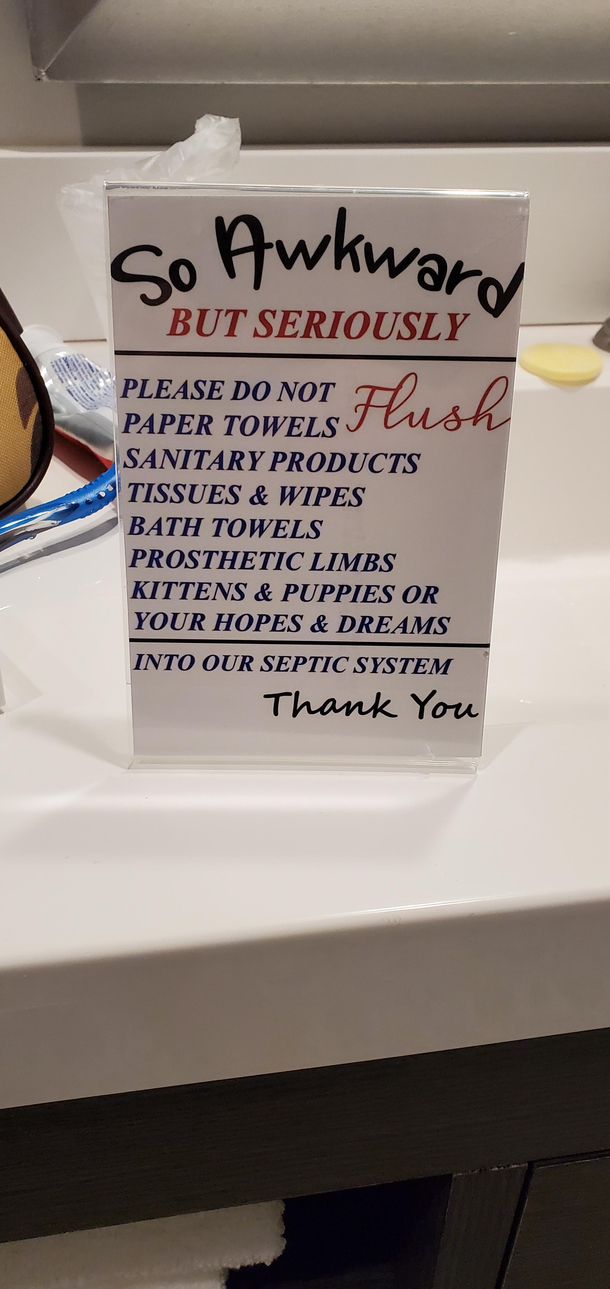 So Awkward
BUT SERIOUSLY
PLEASE DO NOT Flush
PAPER TOWELS
SANITARY PRODUCTS
TISSUES & WIPES
BATH TOWELS
PROSTHETIC LIMBS
KITTENS & PUPPIES OR
YOUR HOPES & DREAMS
INTO OUR SEPTIC SYSTEM
Thank You